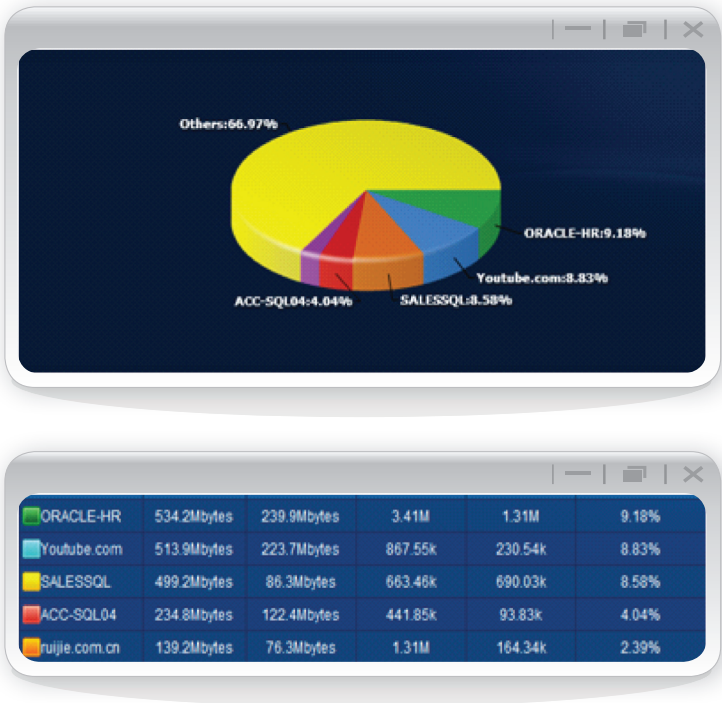 Others:66.97%
ORACLE-HR:9.18%
Youtube.com:8.83%
ACC-SQL04:4.04%
SALESSQL:8.58%
ORACLE-HR 534.2Mbytes 239.9Mbytes 3.41M 1.31M 9.18%
Youtube.com 513.9Mbytes 223.7Mbytes 867.55k 230.54k 8.83%
SALESSQL 499.2Mbytes 86.3Mbytes 663.46k 690.03k 8.58%
ACC-SQL04 234.8Mbytes 122.4Mbytes 441.85k 93.83k 4.04%
ruijie.com.cn 139.2Mbytes 76.3Mbytes 1.31M 164.34k 2.39%